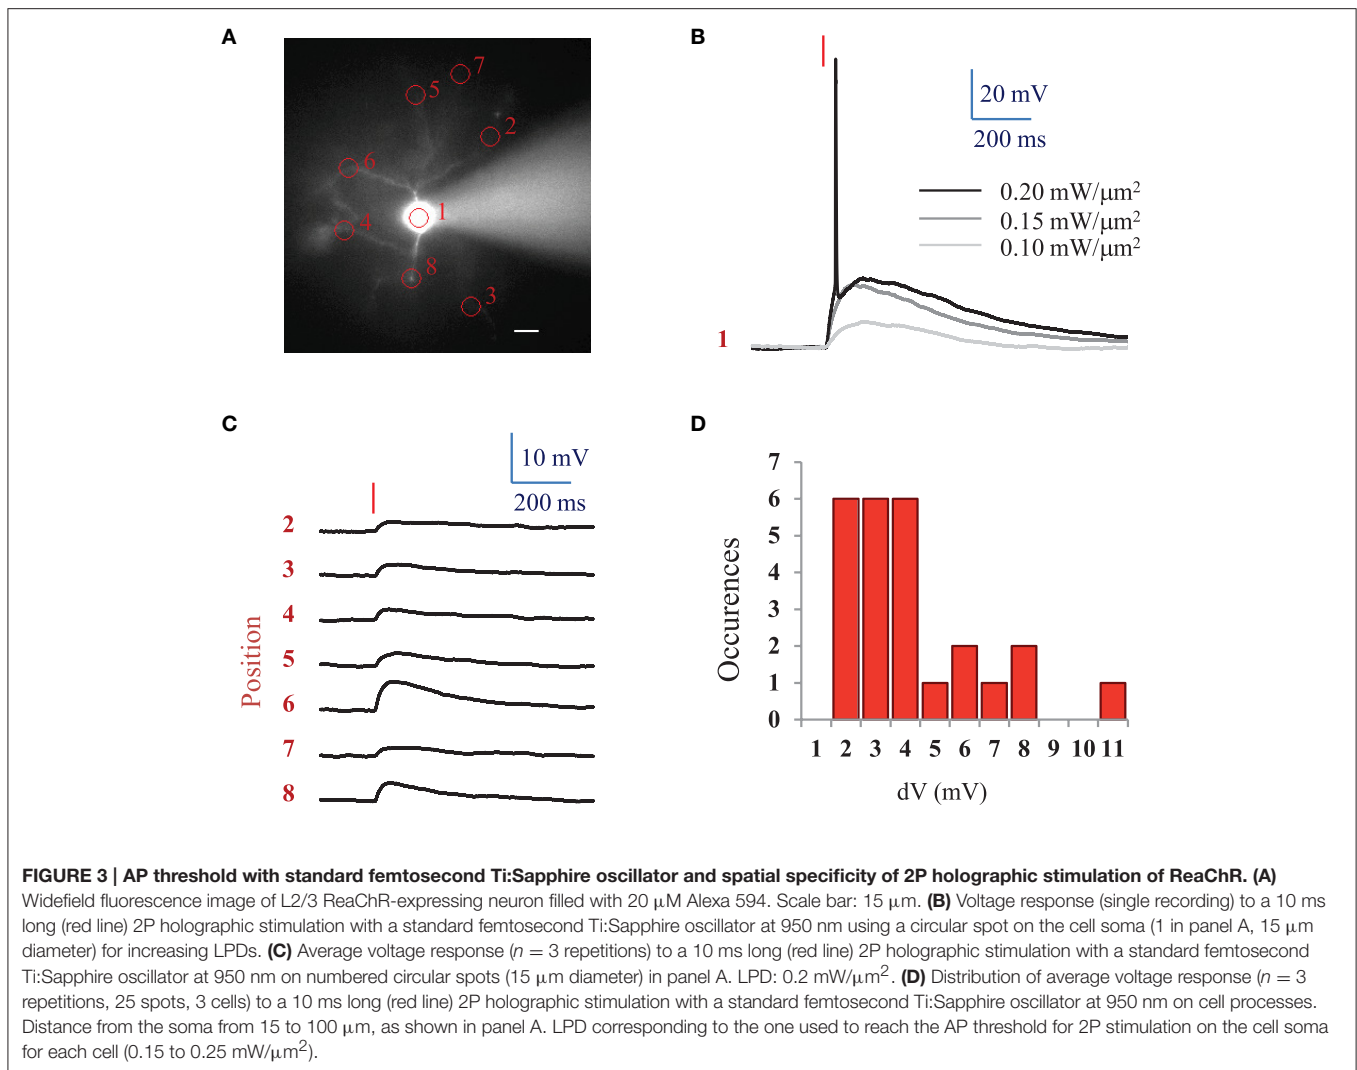 A
7
5
2
6
1
4
8
3
B
20 mV
200 ms
0.20 mW/μm²
0.15 mW/μm²
0.10 mW/μm²
1
C
10 mV
200 ms
Position
2
3
4
5
6
7
8
D
Occurences
7
6
5
4
3
2
1
0
1 2 3 4 5 6 7 8 9 10 11
dV (mV)
FIGURE 3 | AP threshold with standard femtosecond Ti:Sapphire oscillator and spatial specificity of 2P holographic stimulation of ReaChR. (A)
Widefield fluorescence image of L2/3 ReaChR-expressing neuron filled with 20 μM Alexa 594. Scale bar: 15 μm. (B) Voltage response (single recording) to a 10 ms
long (red line) 2P holographic stimulation with a standard femtosecond Ti:Sapphire oscillator at 950 nm using a circular spot on the cell soma (1 in panel A, 15 μm
diameter) for increasing LPDs. (C) Average voltage response (n = 3 repetitions) to a 10 ms long (red line) 2P holographic stimulation with a standard femtosecond
Ti:Sapphire oscillator at 950 nm on numbered circular spots (15 μm diameter) in panel A. LPD: 0.2 mW/μm². (D) Distribution of average voltage response (n = 3
repetitions, 25 spots, 3 cells) to a 10 ms long (red line) 2P holographic stimulation with a standard femtosecond Ti:Sapphire oscillator at 950 nm on cell processes.
Distance from the soma from 15 to 100 μm, as shown in panel A. LPD corresponding to the one used to reach the AP threshold for 2P stimulation on the cell soma
for each cell (0.15 to 0.25 mW/μm²).